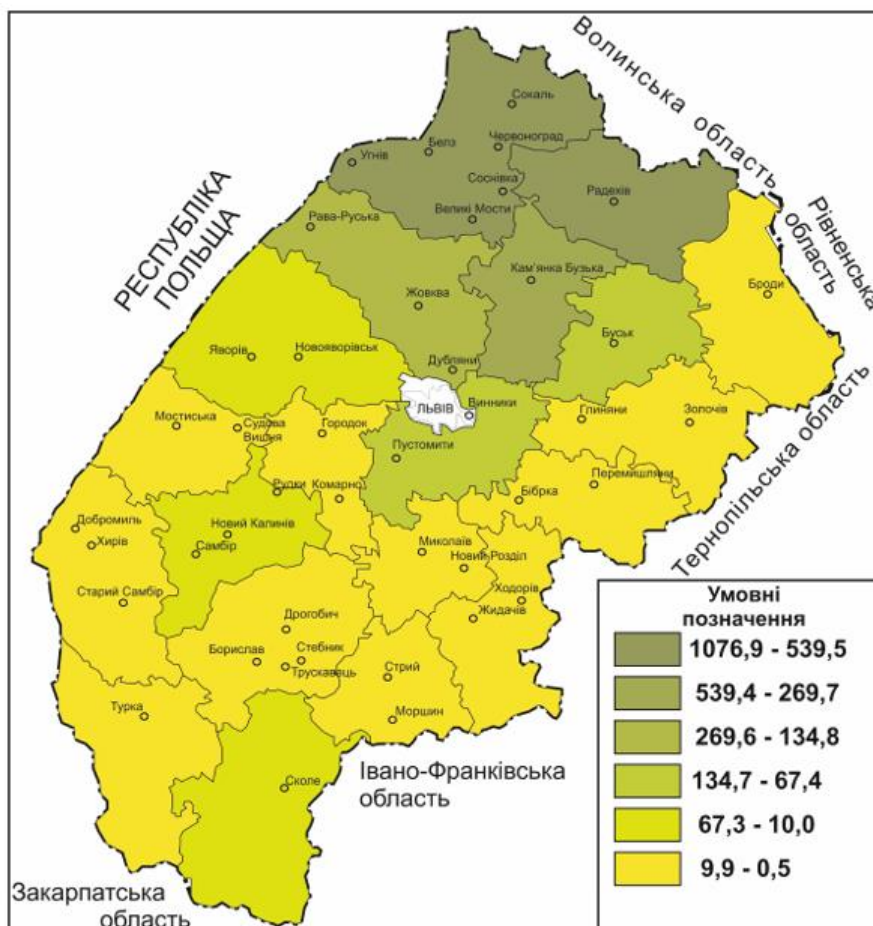 Волинська область
Рівненська
область
РЕСПУБЛІКА
ПОЛЬЩА
Сокаль
Червоноград
Белз
Угнів
Соснівка
Радехів
Великі Мости
Рава-Руська
Кам'янка Бузька
Броди
Жовква
Буськ
Яворів
Новояворівськ
Дубляни
ЛЬВІВ
Винники
Мостиська
Судова
Вишня
Городок
Глиняни
Золочів
Пустомити
Тернопільська область
Рудки
Комарно
Бібрка
Перемишляни
Добромиль
Хирів
Новий Калинів
Самбір
Миколаїв
Новий Розділ
Старий Самбір
Ходорів
Жидачів
Дрогобич
Борислав
Стебник
Трускавець
Стрий
Моршин
Турка
Сколе
Івано-Франківська
область
Закарпатська
область
Умовні
позначення
1076,9 - 539,5
539,4 - 269,7
269,6 - 134,8
134,7 - 67,4
67,3 - 10,0
9,9 - 0,5